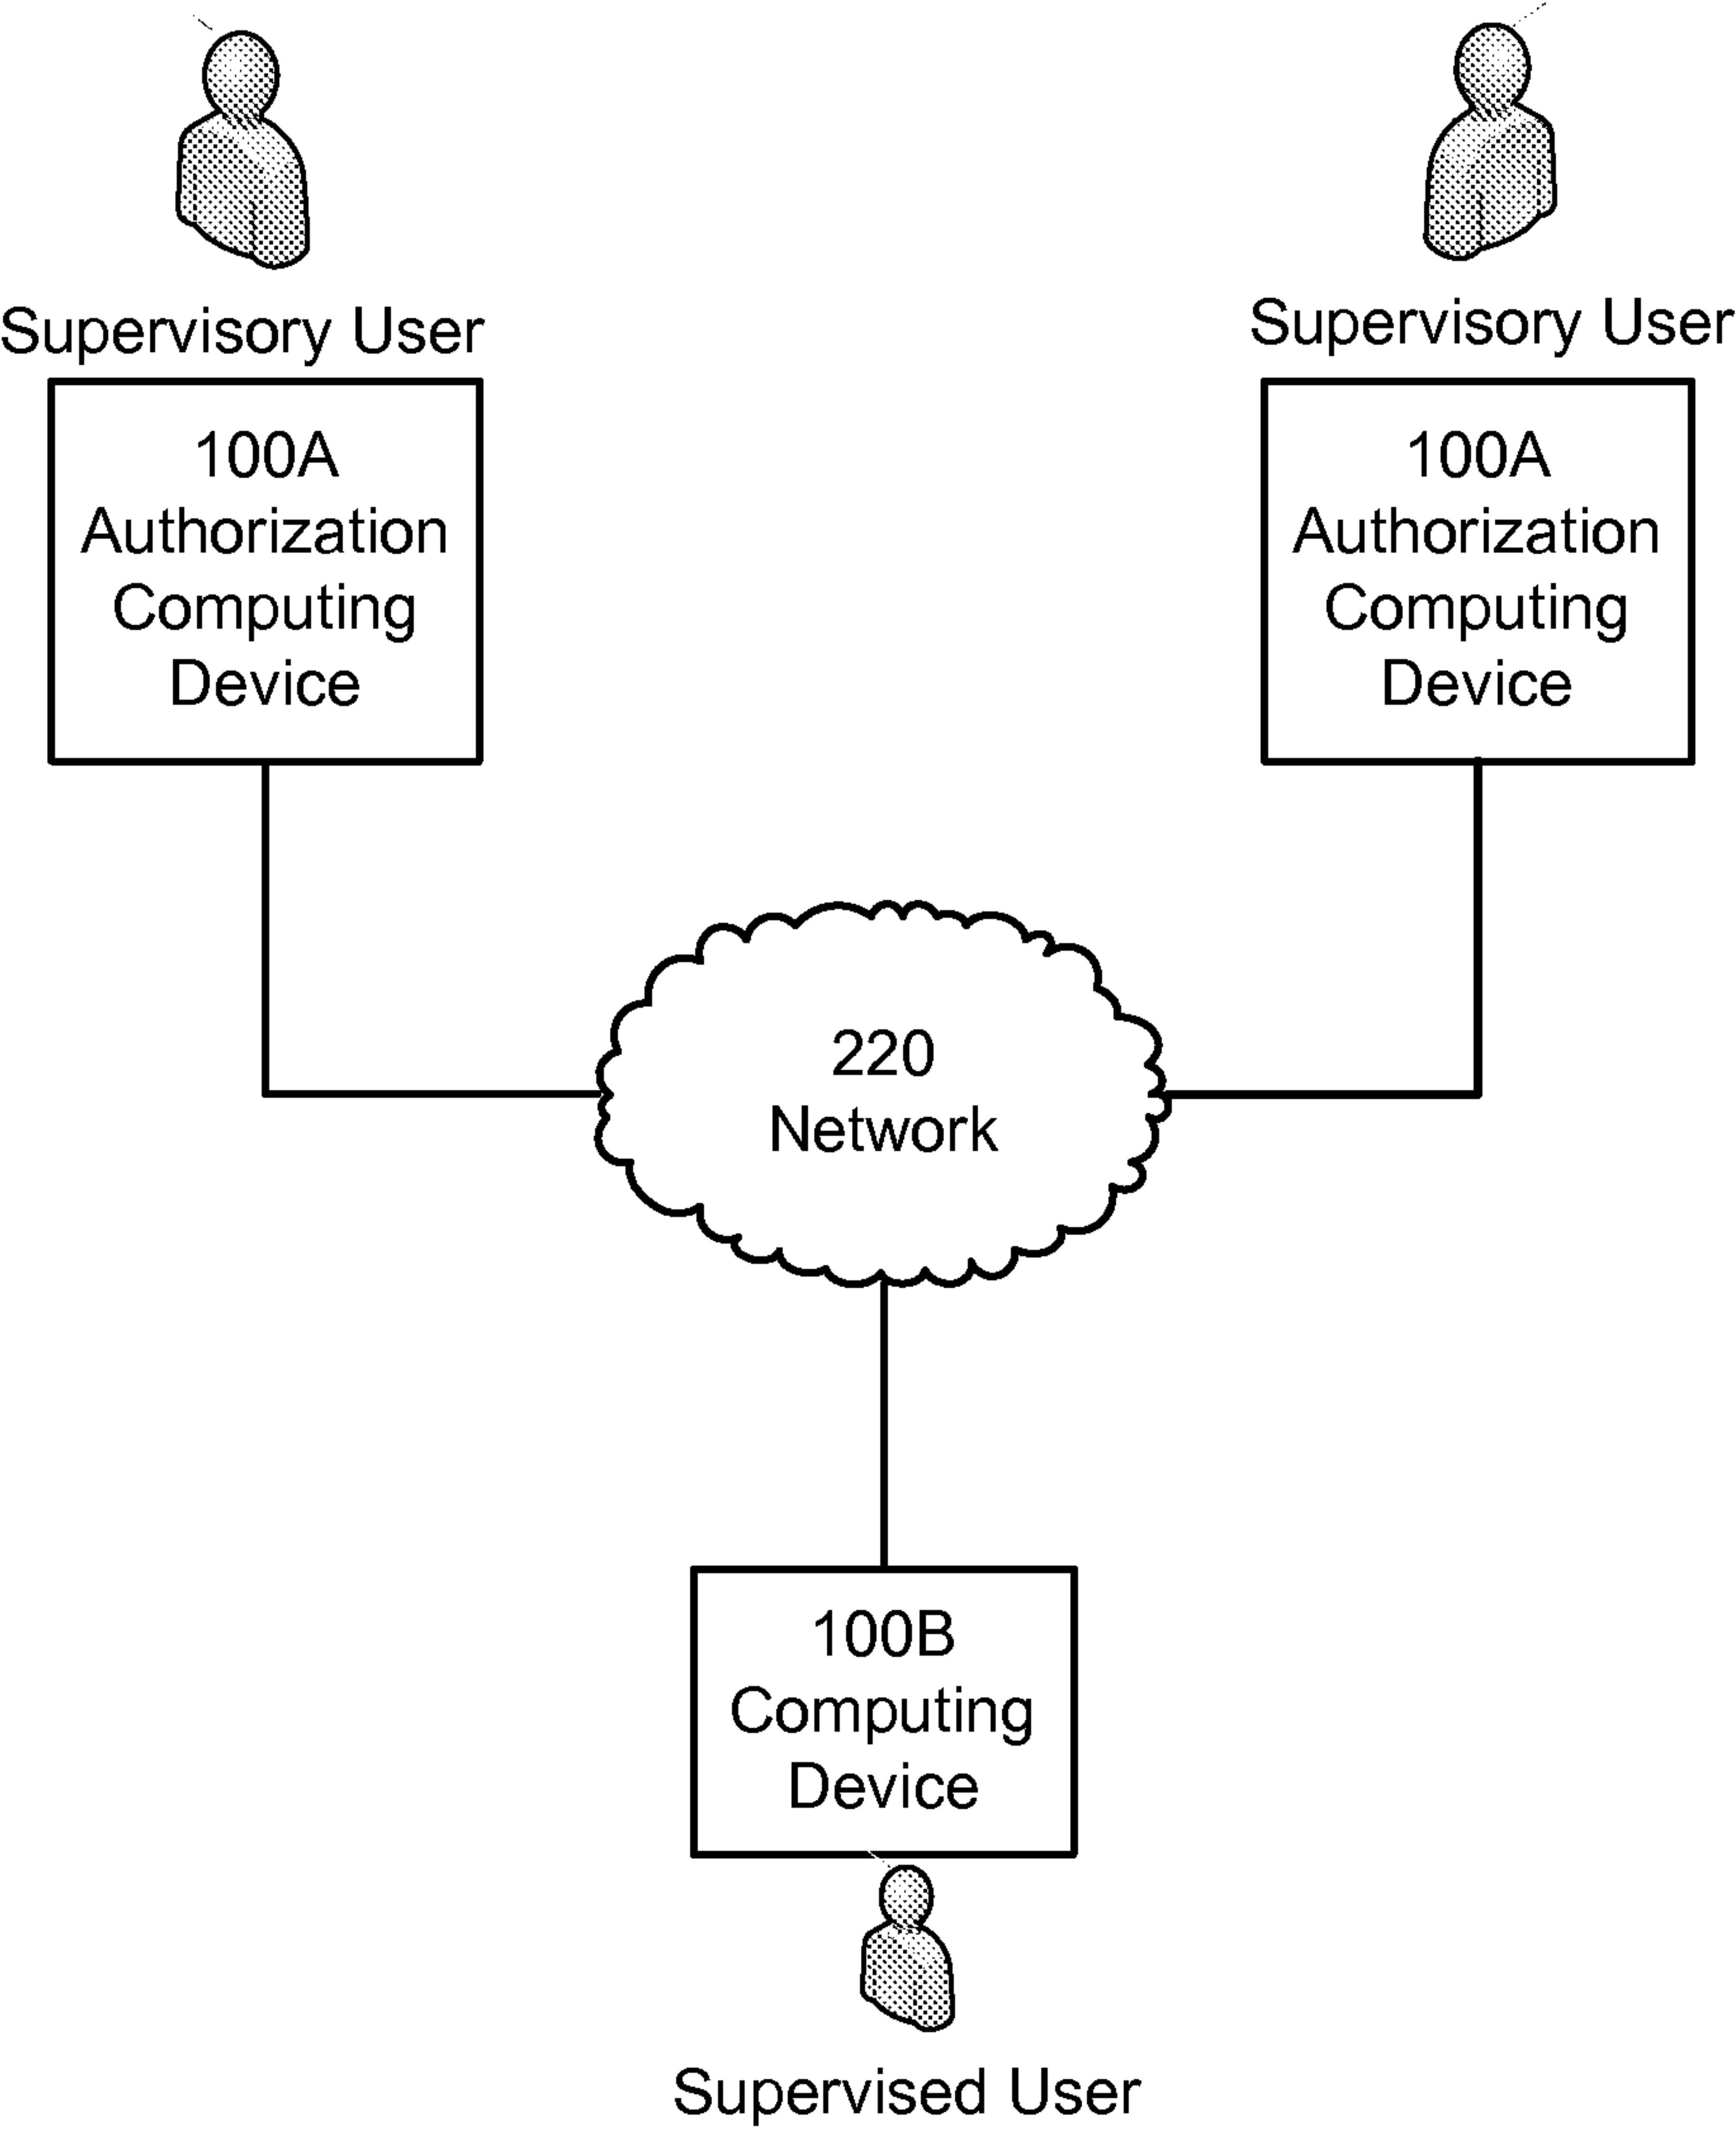 Supervisory User
100A
Authorization
Computing
Device
Supervisory User
100A
Authorization
Computing
Device
220
Network
100B
Computing
Device
Supervised User